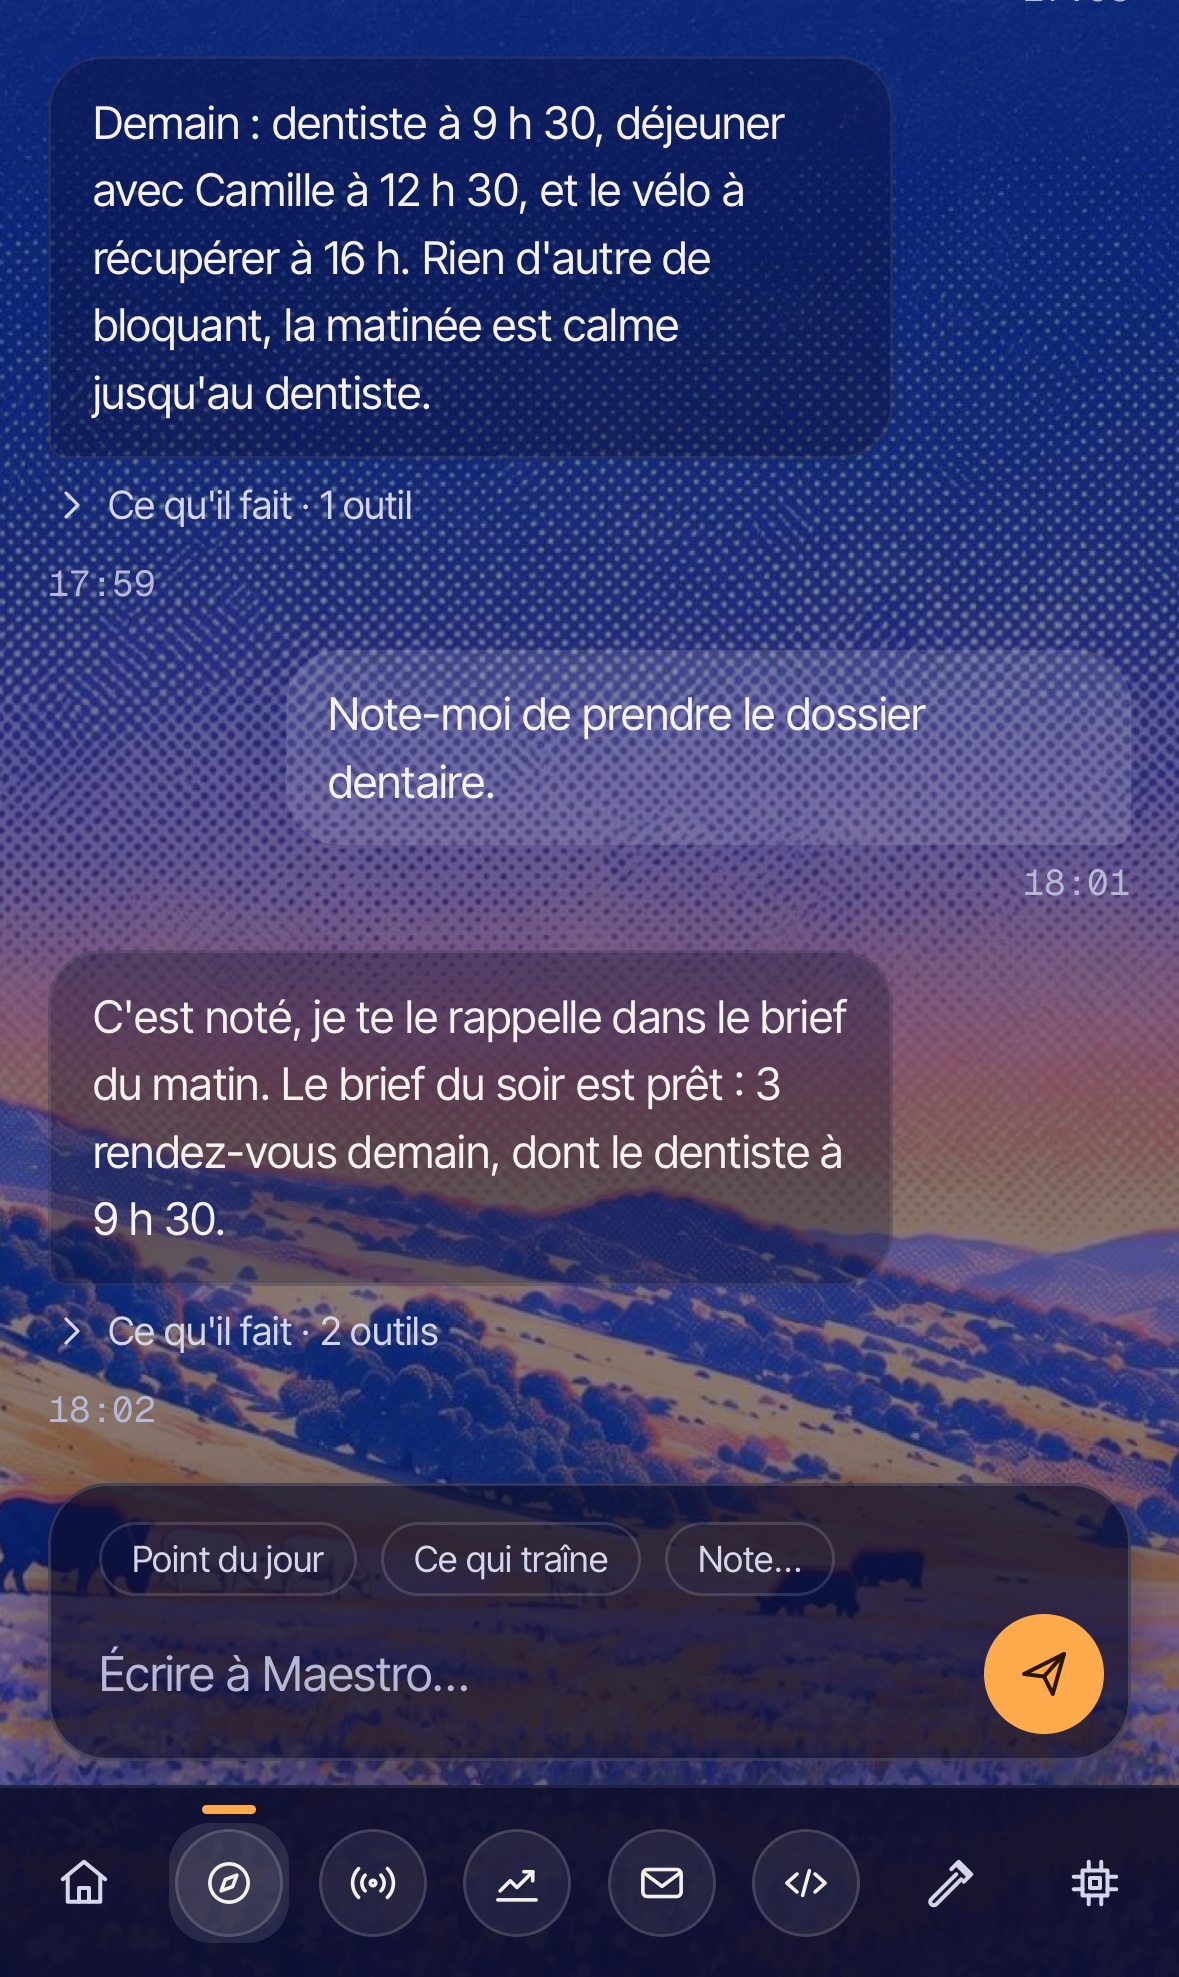 Demain : dentiste à 9 h 30, déjeuner
avec Camille à 12 h 30, et le vélo à
récupérer à 16 h. Rien d'autre de
bloquant, la matinée est calme
jusqu'au dentiste.
Ce qu'il fait · 1 outil
17:59
Note-moi de prendre le dossier
dentaire.
18:01
C'est noté, je te le rappelle dans le brief
du matin. Le brief du soir est prêt : 3
rendez-vous demain, dont le dentiste à
9 h 30.
Ce qu'il fait · 2 outils
18:02
Point du jour
Ce qui traîne
Note...
Écrire à Maestro...